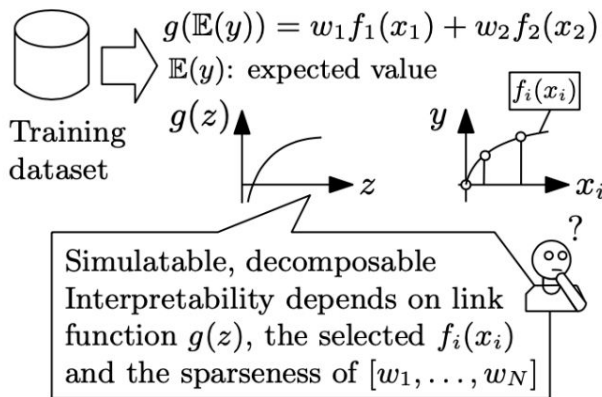 g(𝔼(y)) = w₁f₁(x₁) + w₂f₂(x₂)
𝔼(y): expected value
Training
dataset
g(z)
z
y
fᵢ(xᵢ)
xᵢ
?
Simulatable, decomposable
Interpretability depends on link
function g(z), the selected fᵢ(xᵢ)
and the sparseness of [w₁, . . . , w_N]